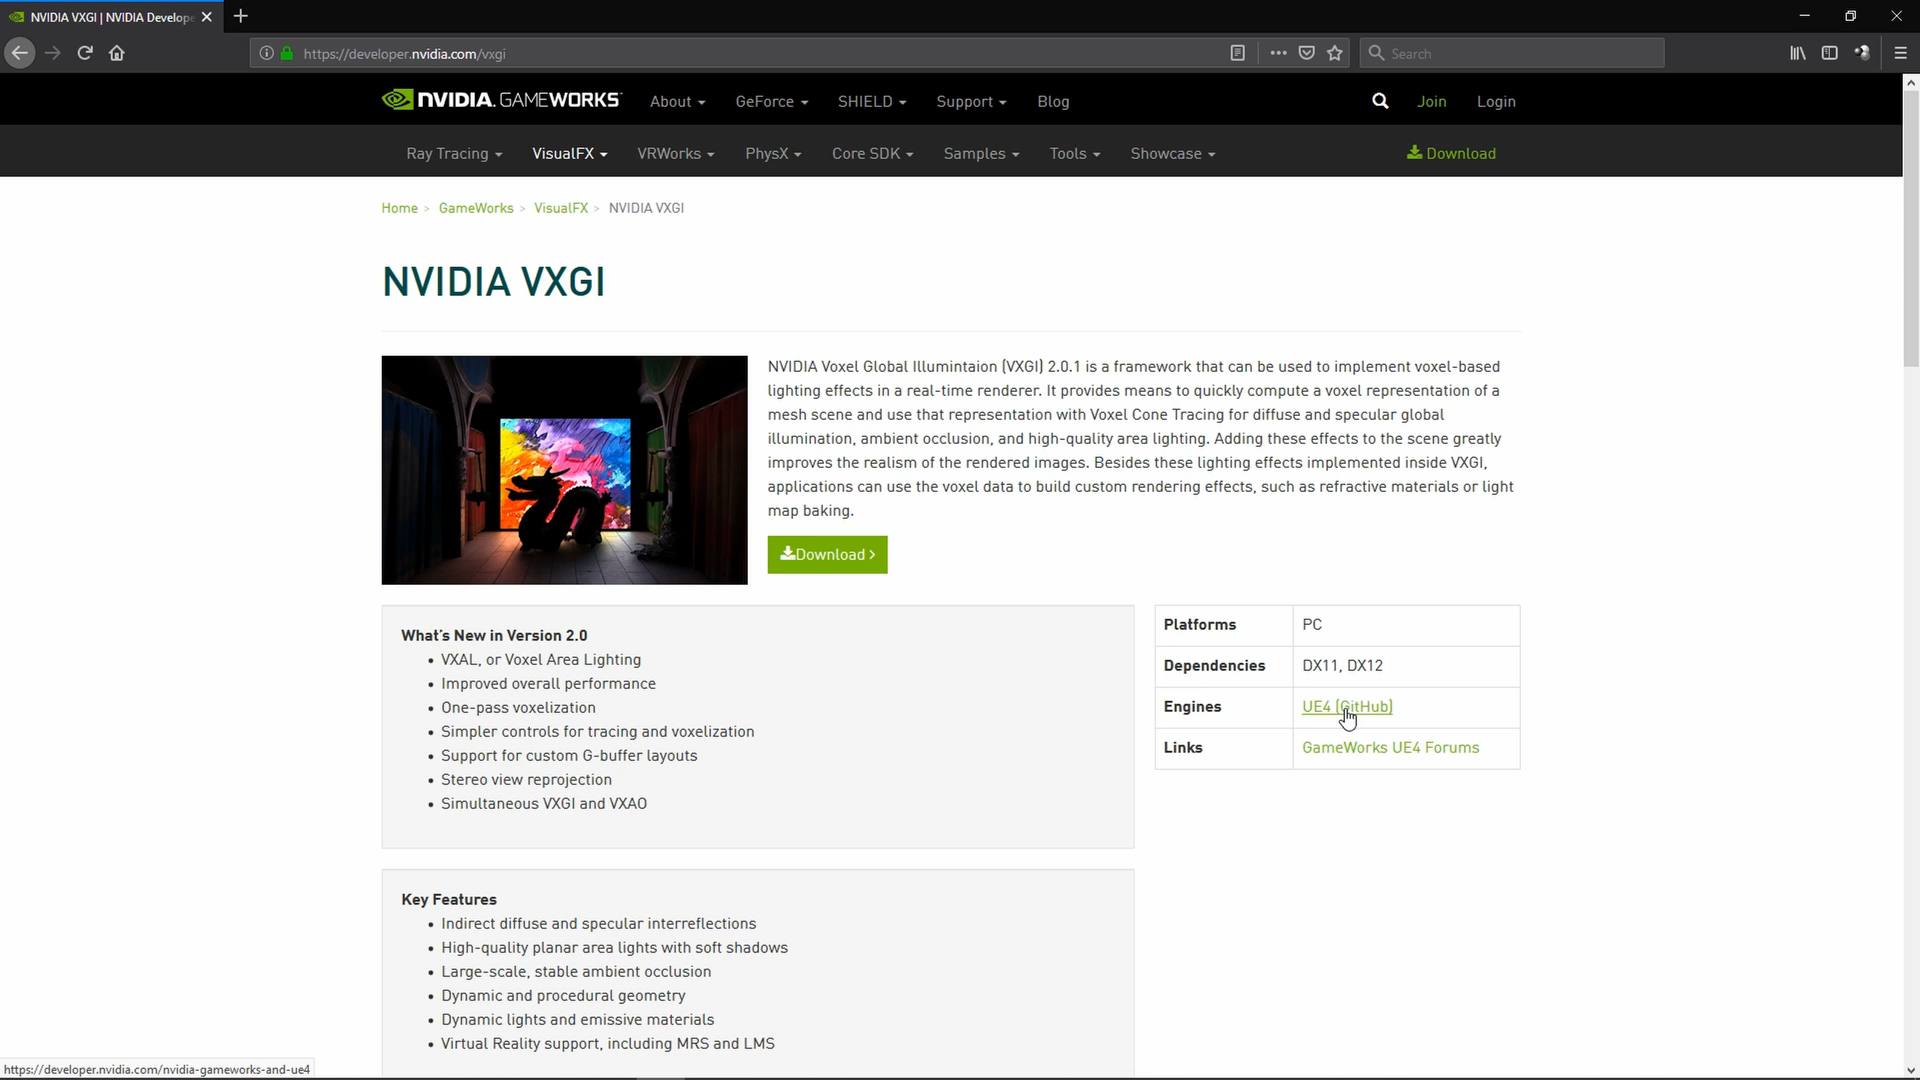 NVIDIA VXGI | NVIDIA Develope
https://developer.nvidia.com/vxgi
Search
NVIDIA. GAMEWORKS
About
GeForce
SHIELD
Support
Blog
Join
Login
Ray Tracing
VisualFX
VRWorks
PhysX
Core SDK
Samples
Tools
Showcase
Download
Home > GameWorks > VisualFX > NVIDIA VXGI
NVIDIA VXGI
NVIDIA Voxel Global Illumintaion (VXGI) 2.0.1 is a framework that can be used to implement voxel-based
lighting effects in a real-time renderer. It provides means to quickly compute a voxel representation of a
mesh scene and use that representation with Voxel Cone Tracing for diffuse and specular global
illumination, ambient occlusion, and high-quality area lighting. Adding these effects to the scene greatly
improves the realism of the rendered images. Besides these lighting effects implemented inside VXGI,
applications can use the voxel data to build custom rendering effects, such as refractive materials or light
map baking.
Download >
What's New in Version 2.0
• VXAL, or Voxel Area Lighting
• Improved overall performance
• One-pass voxelization
• Simpler controls for tracing and voxelization
• Support for custom G-buffer layouts
• Stereo view reprojection
• Simultaneous VXGI and VXAO
Platforms PC
Dependencies DX11, DX12
Engines UE4 (GitHub)
Links GameWorks UE4 Forums
Key Features
• Indirect diffuse and specular interreflections
• High-quality planar area lights with soft shadows
• Large-scale, stable ambient occlusion
• Dynamic and procedural geometry
• Dynamic lights and emissive materials
• Virtual Reality support, including MRS and LMS
https://developer.nvidia.com/nvidia-gameworks-and-ue4